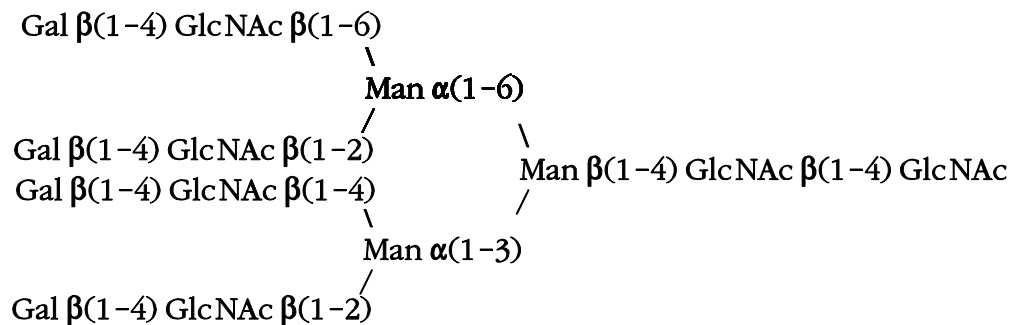 Gal β(1-4) GlcNAc β(1-6)
Man α(1-6)
Gal β(1-4) GlcNAc β(1-2)
Man β(1-4) GlcNAc β(1-4) GlcNAc
Gal β(1-4) GlcNAc β(1-4)
Man α(1-3)
Gal β(1-4) GlcNAc β(1-2)